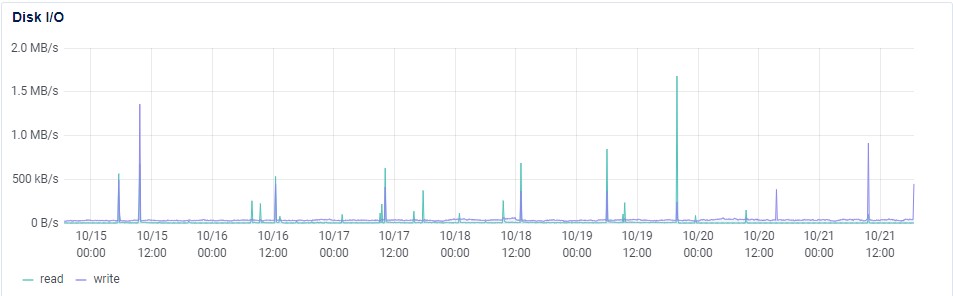 Disk I/O
2.0 MB/s
1.5 MB/s
1.0 MB/s
500 kB/s
0 B/s
10/15 10/15 10/16 10/16 10/17 10/17 10/18 10/18 10/19 10/19 10/20 10/20 10/21 10/21
00:00 12:00 00:00 12:00 00:00 12:00 00:00 12:00 00:00 12:00 00:00 12:00 00:00 12:00
read write